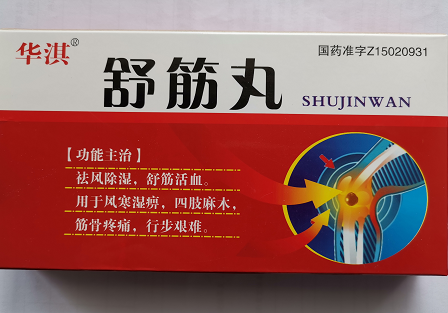 华淇®
国药准字Z15020931
舒筋丸
SHUJINWAN
【功能主治】
祛风除湿，舒筋活血。
用于风寒湿痹，四肢麻木，
筋骨疼痛，行步艰难。